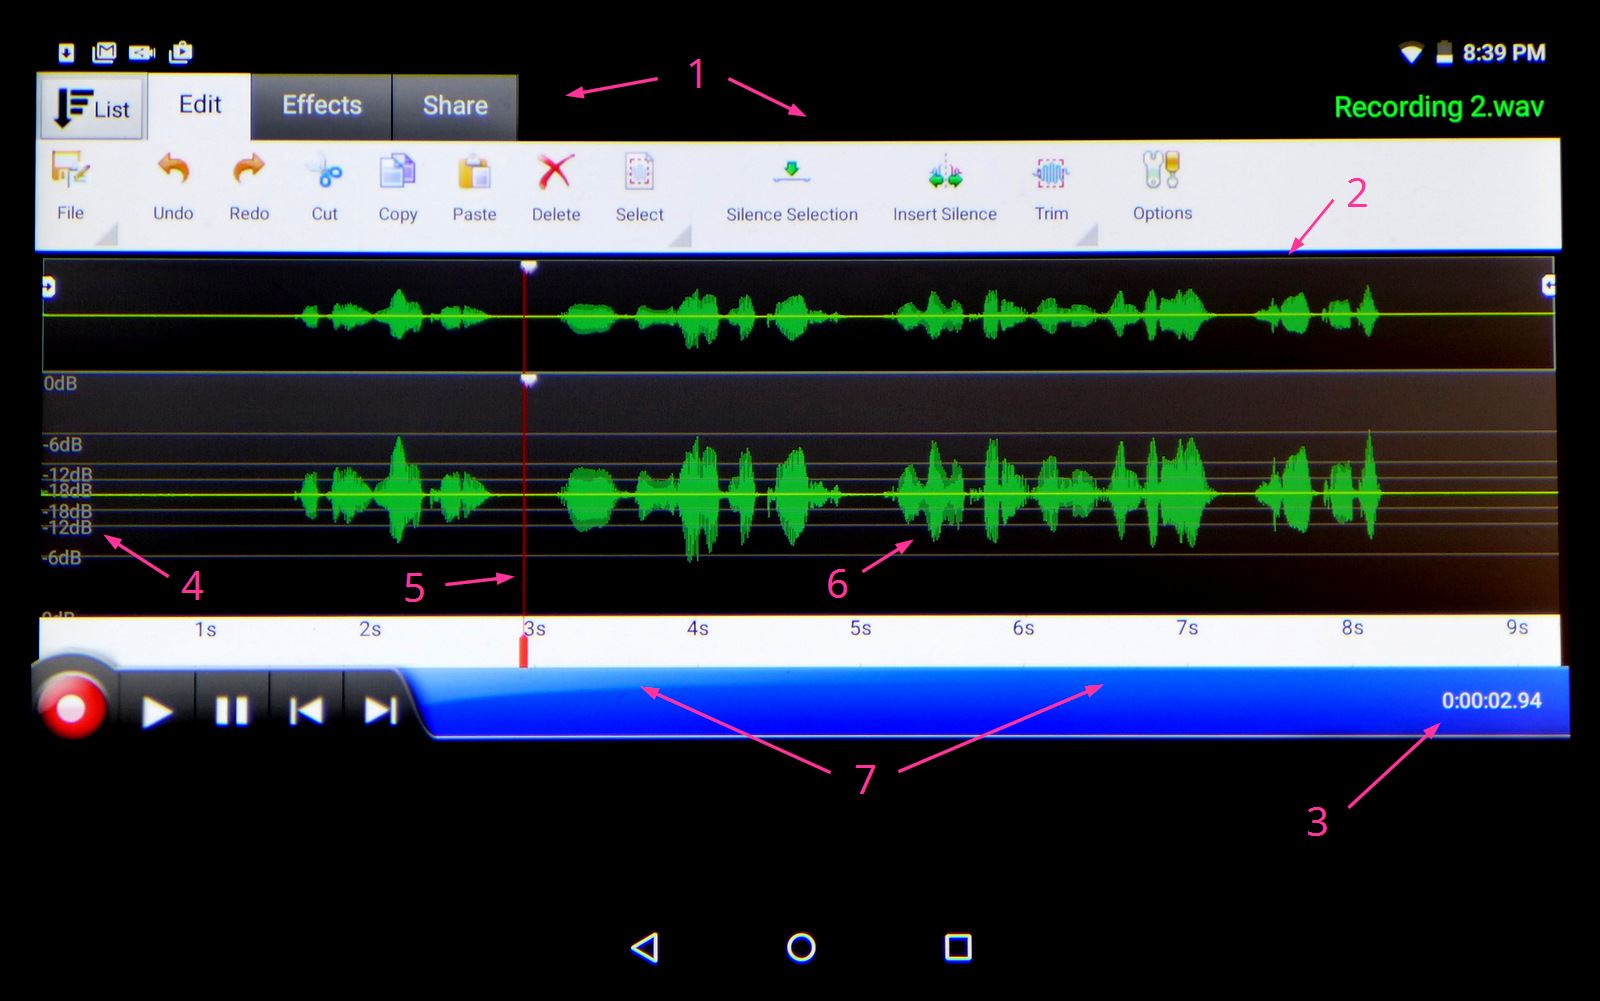 8:39 PM
1
List Edit Effects Share
Recording 2.wav
File Undo Redo Cut Copy Paste Delete Select Silence Selection Insert Silence Trim Options
2
0dB
-6dB
-12dB
-18dB
-18dB
-12dB
-6dB
4
5
6
0dB
1s 2s 3s 4s 5s 6s 7s 8s 9s
0:00:02.94
7
3